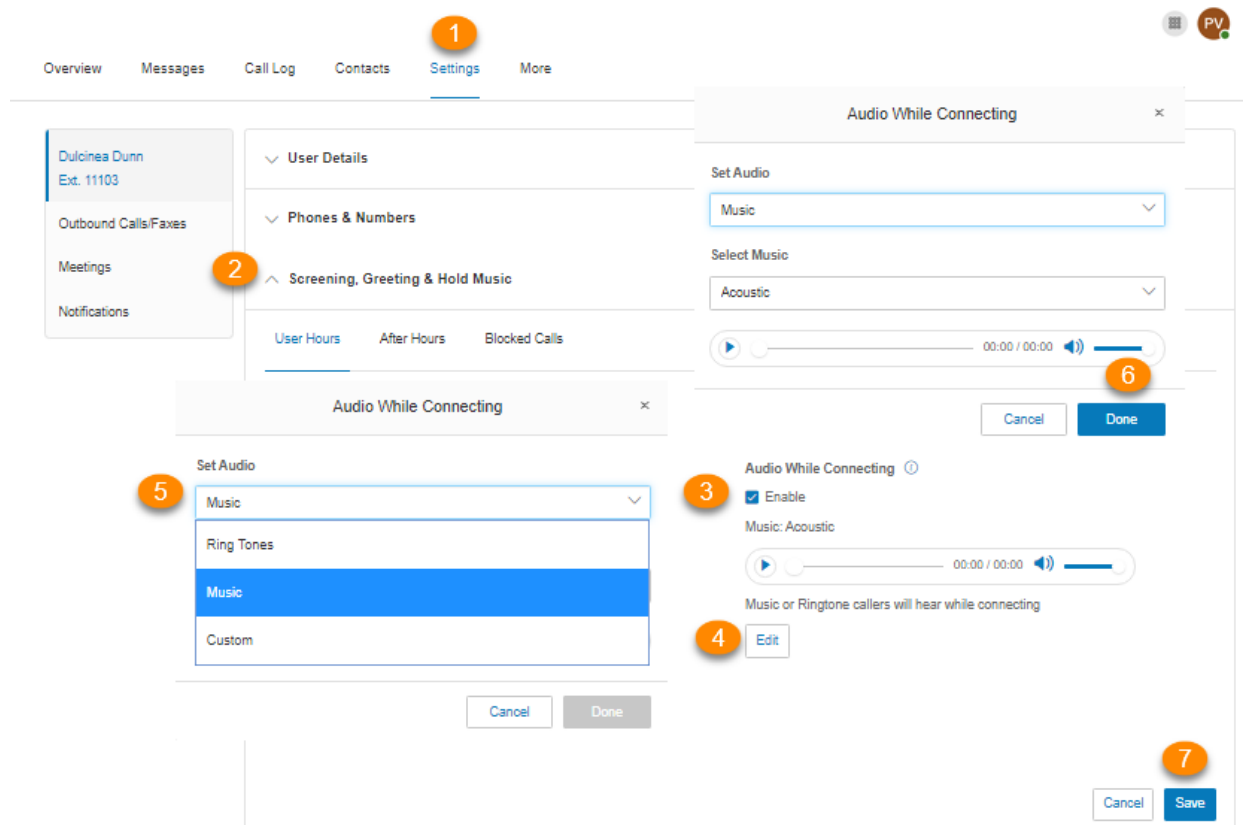 1
PV
Overview Messages Call Log Contacts Settings More
Audio While Connecting ×
Dulcinea Dunn
Ext. 11103
Outbound Calls/Faxes
Meetings
Notifications
User Details
Phones & Numbers
2
Screening, Greeting & Hold Music
User Hours After Hours Blocked Calls
Set Audio
Music
Select Music
Acoustic
00:00 / 00:00
6
Cancel Done
Audio While Connecting ×
Set Audio
5
Music
Ring Tones
Music
Custom
Cancel Done
Audio While Connecting
3
Enable
Music: Acoustic
00:00 / 00:00
Music or Ringtone callers will hear while connecting
4
Edit
7
Cancel Save